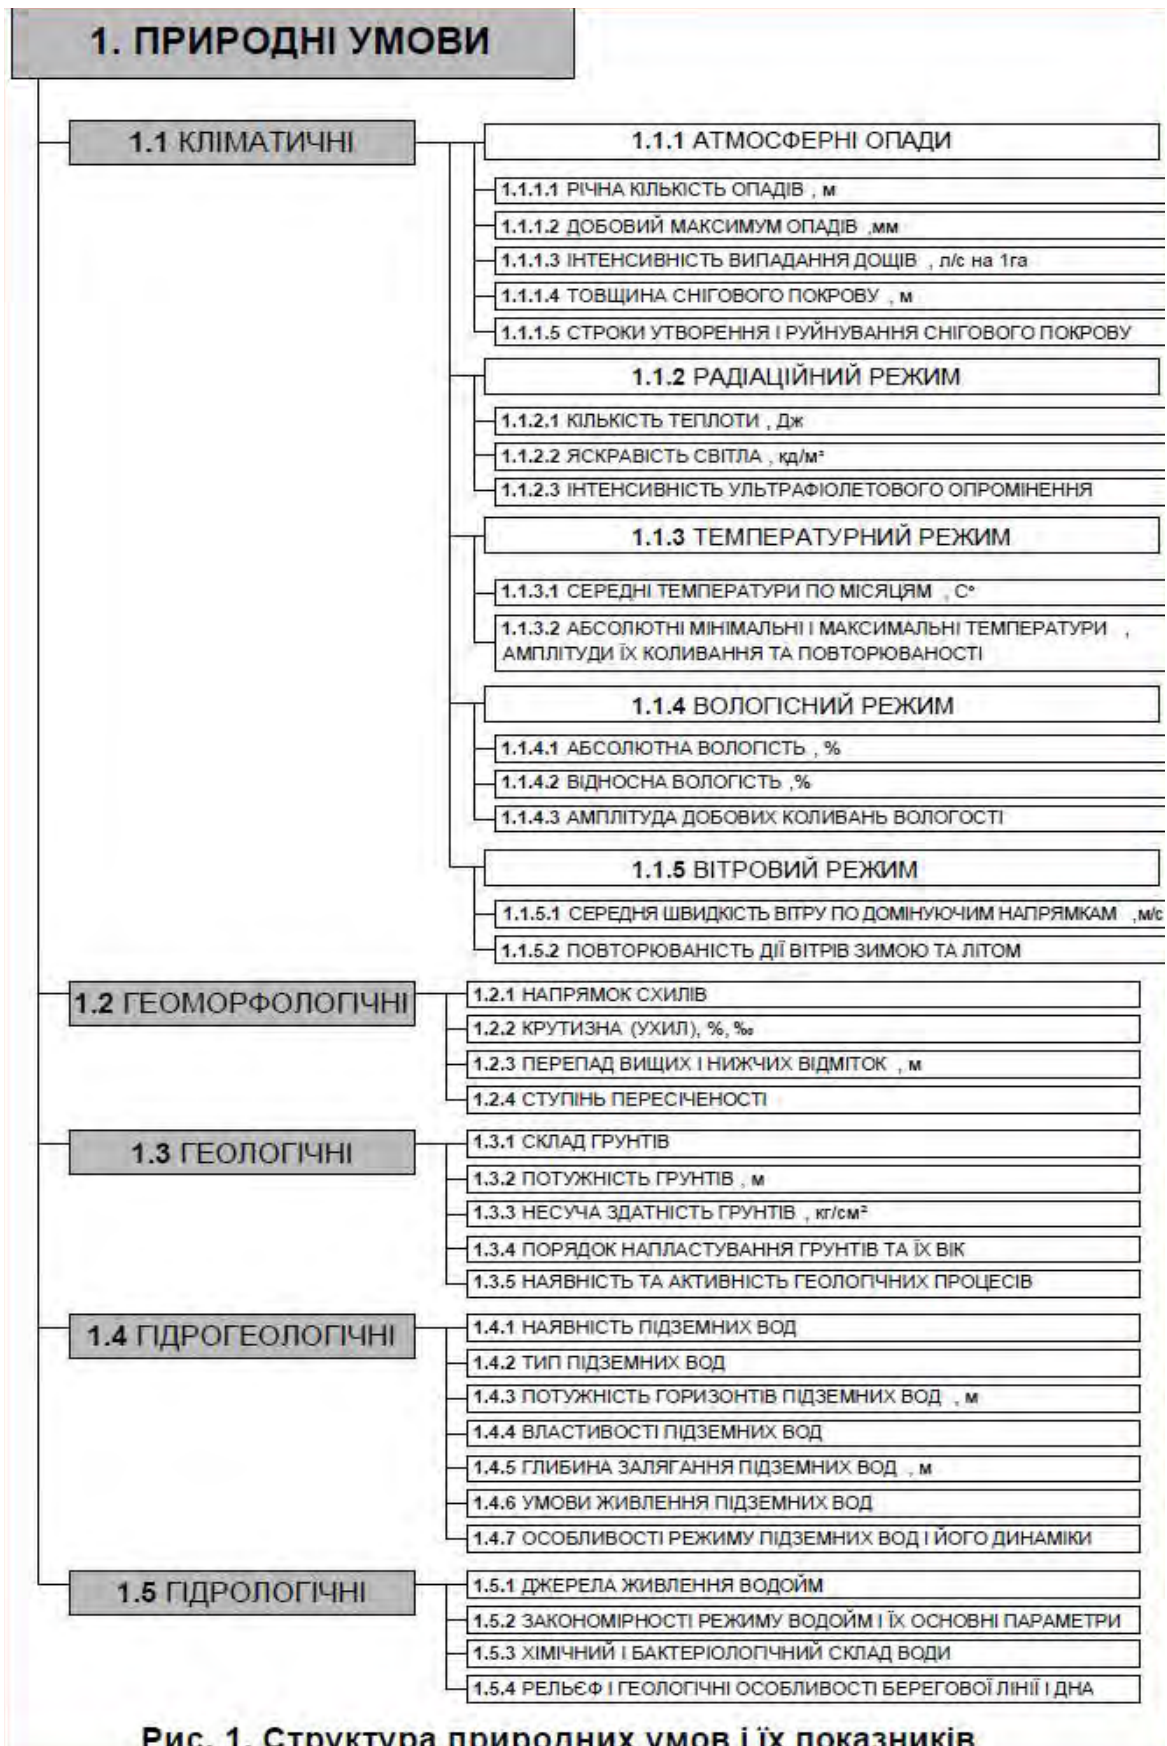 1. ПРИРОДНІ УМОВИ
1.1 КЛІМАТИЧНІ
1.1.1 АТМОСФЕРНІ ОПАДИ
1.1.1.1 РІЧНА КІЛЬКІСТЬ ОПАДІВ , м
1.1.1.2 ДОБОВИЙ МАКСИМУМ ОПАДІВ ,мм
1.1.1.3 ІНТЕНСИВНІСТЬ ВИПАДАННЯ ДОЩІВ , л/с на 1га
1.1.1.4 ТОВЩИНА СНІГОВОГО ПОКРОВУ , м
1.1.1.5 СТРОКИ УТВОРЕННЯ І РУЙНУВАННЯ СНІГОВОГО ПОКРОВУ
1.1.2 РАДІАЦІЙНИЙ РЕЖИМ
1.1.2.1 КІЛЬКІСТЬ ТЕПЛОТИ , Дж
1.1.2.2 ЯСКРАВІСТЬ СВІТЛА , кд/м²
1.1.2.3 ІНТЕНСИВНІСТЬ УЛЬТРАФІОЛЕТОВОГО ОПРОМІНЕННЯ
1.1.3 ТЕМПЕРАТУРНИЙ РЕЖИМ
1.1.3.1 СЕРЕДНІ ТЕМПЕРАТУРИ ПО МІСЯЦЯМ , С°
1.1.3.2 АБСОЛЮТНІ МІНІМАЛЬНІ І МАКСИМАЛЬНІ ТЕМПЕРАТУРИ ,
АМПЛІТУДИ ЇХ КОЛИВАННЯ ТА ПОВТОРЮВАНОСТІ
1.1.4 ВОЛОГІСНИЙ РЕЖИМ
1.1.4.1 АБСОЛЮТНА ВОЛОГІСТЬ , %
1.1.4.2 ВІДНОСНА ВОЛОГІСТЬ ,%
1.1.4.3 АМПЛІТУДА ДОБОВИХ КОЛИВАНЬ ВОЛОГОСТІ
1.1.5 ВІТРОВИЙ РЕЖИМ
1.1.5.1 СЕРЕДНЯ ШВИДКІСТЬ ВІТРУ ПО ДОМІНУЮЧИМ НАПРЯМКАМ ,м/с
1.1.5.2 ПОВТОРЮВАНІСТЬ ДІЇ ВІТРІВ ЗИМОЮ ТА ЛІТОМ
1.2 ГЕОМОРФОЛОГІЧНІ
1.2.1 НАПРЯМОК СХИЛІВ
1.2.2 КРУТИЗНА (УХИЛ), %, ‰
1.2.3 ПЕРЕПАД ВИЩИХ І НИЖЧИХ ВІДМІТОК , м
1.2.4 СТУПІНЬ ПЕРЕСІЧЕНОСТІ
1.3 ГЕОЛОГІЧНІ
1.3.1 СКЛАД ГРУНТІВ
1.3.2 ПОТУЖНІСТЬ ГРУНТІВ , м
1.3.3 НЕСУЧА ЗДАТНІСТЬ ГРУНТІВ , кг/см²
1.3.4 ПОРЯДОК НАПЛАСТУВАННЯ ГРУНТІВ ТА ЇХ ВІК
1.3.5 НАЯВНІСТЬ ТА АКТИВНІСТЬ ГЕОЛОГІЧНИХ ПРОЦЕСІВ
1.4 ГІДРОГЕОЛОГІЧНІ
1.4.1 НАЯВНІСТЬ ПІДЗЕМНИХ ВОД
1.4.2 ТИП ПІДЗЕМНИХ ВОД
1.4.3 ПОТУЖНІСТЬ ГОРИЗОНТІВ ПІДЗЕМНИХ ВОД , м
1.4.4 ВЛАСТИВОСТІ ПІДЗЕМНИХ ВОД
1.4.5 ГЛИБИНА ЗАЛЯГАННЯ ПІДЗЕМНИХ ВОД , м
1.4.6 УМОВИ ЖИВЛЕННЯ ПІДЗЕМНИХ ВОД
1.4.7 ОСОБЛИВОСТІ РЕЖИМУ ПІДЗЕМНИХ ВОД І ЙОГО ДИНАМІКИ
1.5 ГІДРОЛОГІЧНІ
1.5.1 ДЖЕРЕЛА ЖИВЛЕННЯ ВОДОЙМ
1.5.2 ЗАКОНОМІРНОСТІ РЕЖИМУ ВОДОЙМ І ЇХ ОСНОВНІ ПАРАМЕТРИ
1.5.3 ХІМІЧНИЙ І БАКТЕРІОЛОГІЧНИЙ СКЛАД ВОДИ
1.5.4 РЕЛЬЄФ І ГЕОЛОГІЧНІ ОСОБЛИВОСТІ БЕРЕГОВОЇ ЛІНІЇ І ДНА
Рис. 1. Структура природних умов і їх показників